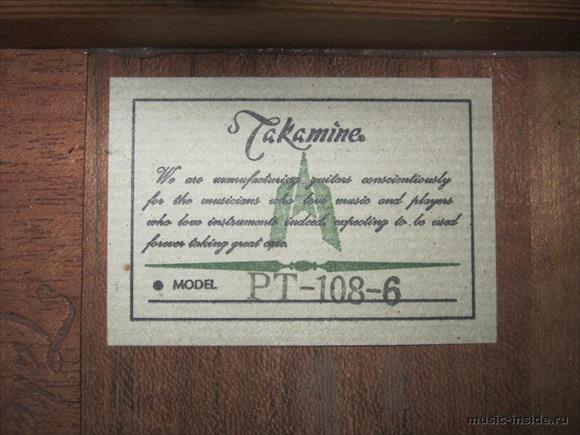 Takamine
We are manufacturing guitars conscientiously
for the musicians who love music and players
who love instruments indeed, expecting to be used
forever taking great care.
MODEL PT-108-6
music-inside.ru